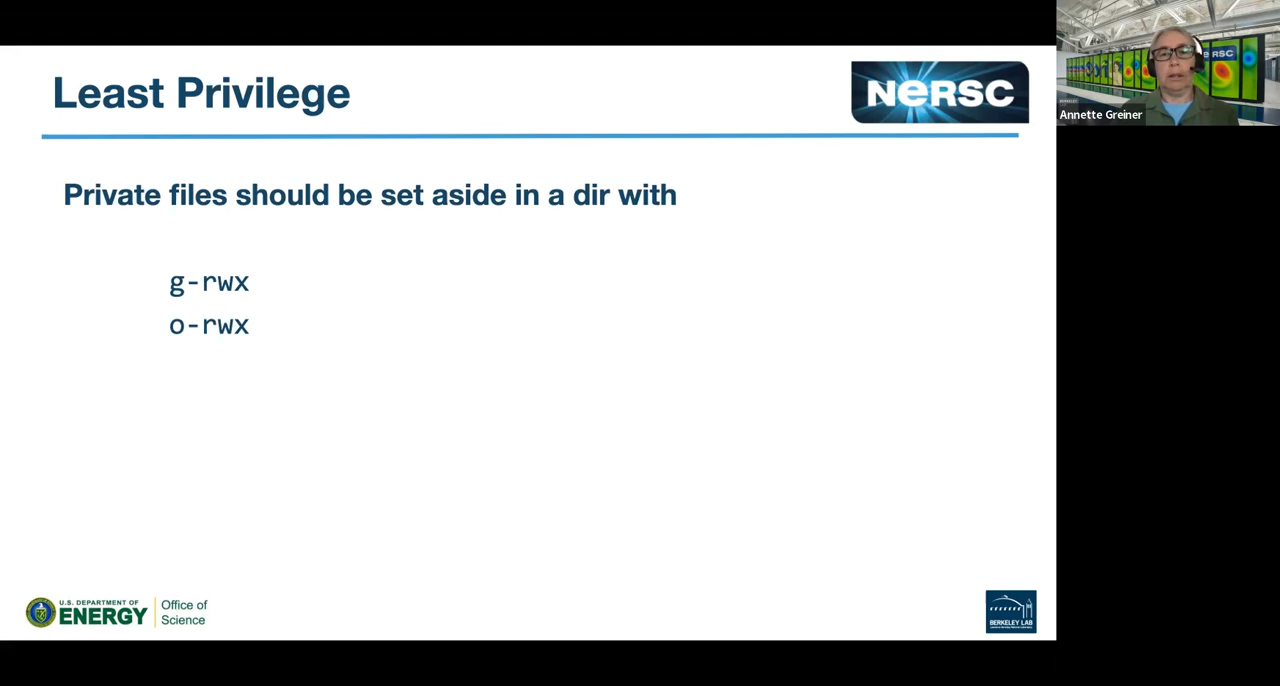 Least Privilege
NERSC
Annette Greiner
Private files should be set aside in a dir with
g-rwx
o-rwx
U.S. DEPARTMENT OF
ENERGY
Office of
Science
BERKELEY LAB